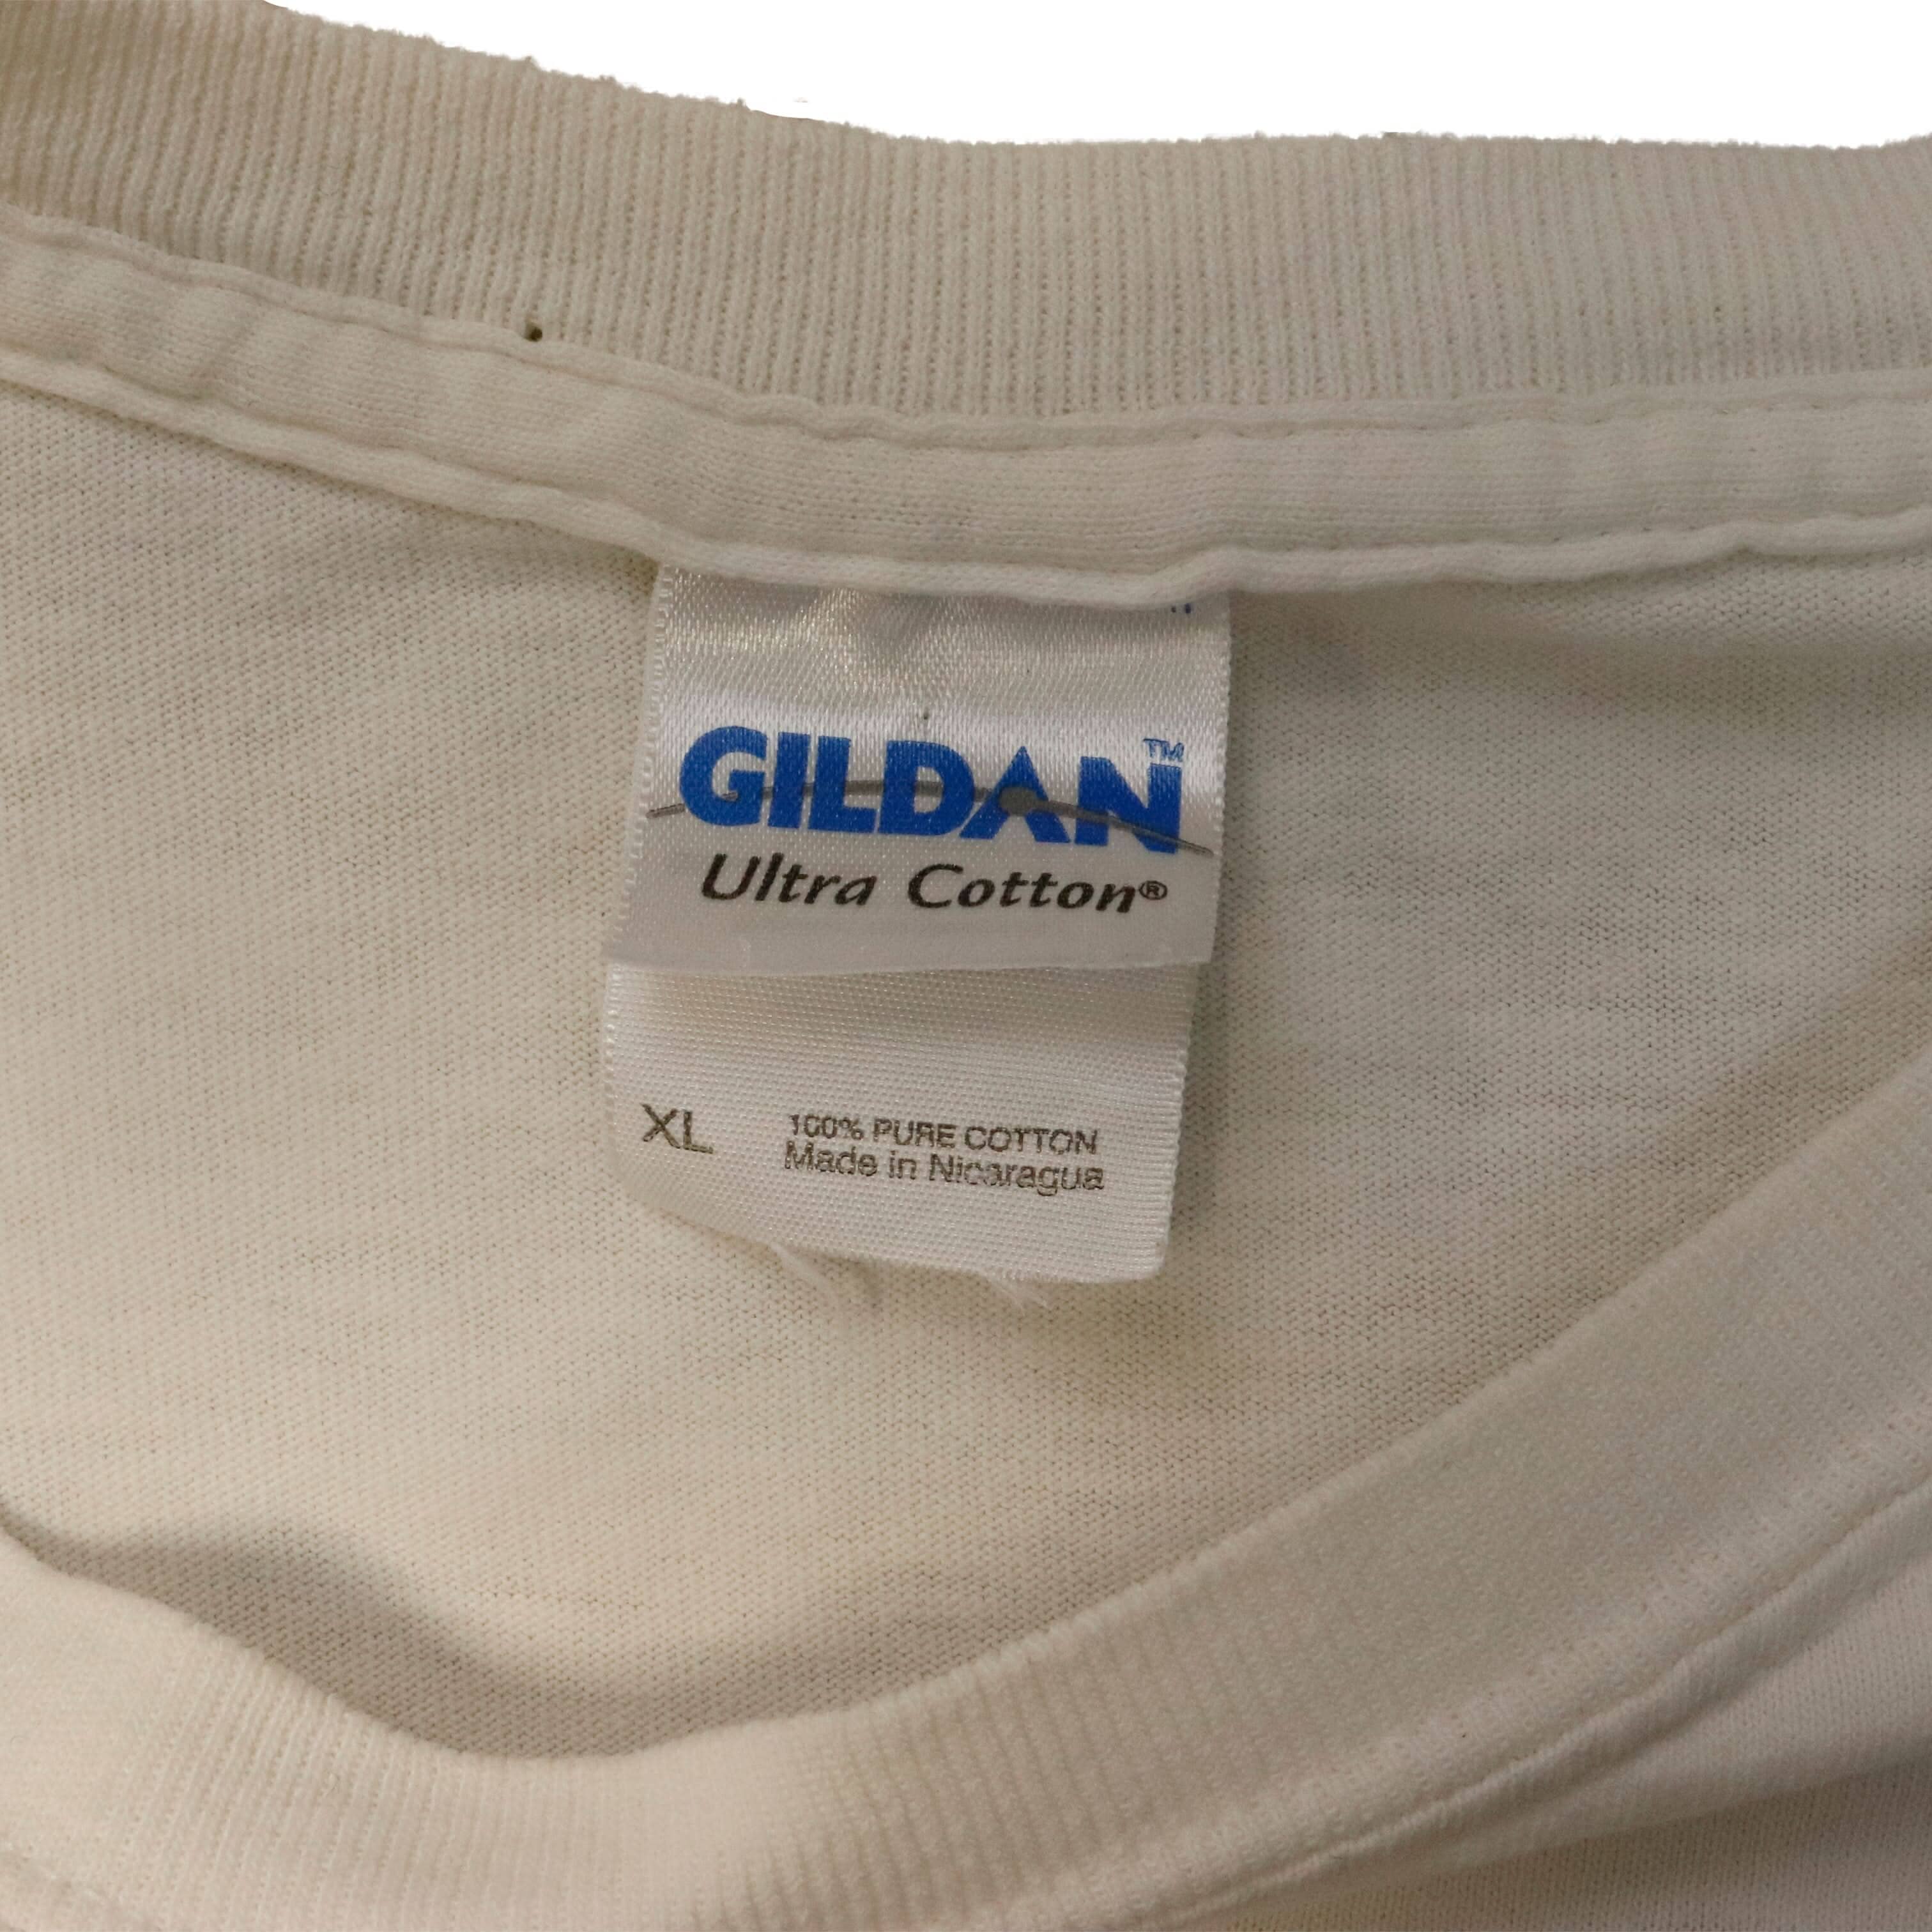 GILDAN™
Ultra Cotton®
XL 100% PURE COTTON
Made in Nicaragua